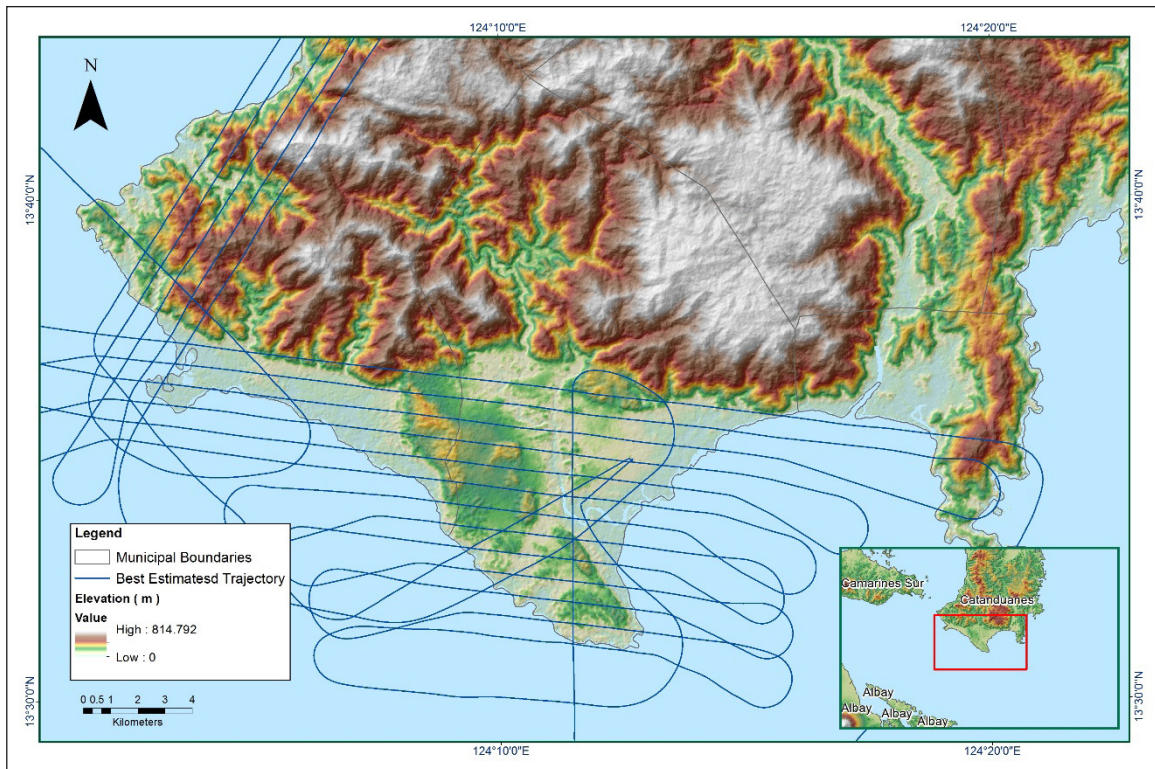 124°10'0"E
124°20'0"E
N
13°40'0"N
13°40'0"N
Legend
Municipal Boundaries
Best Estimatesd Trajectory
Elevation ( m )
Value
High : 814.792
Low : 0
0 0.5 1 2 3 4
Kilometers
Camarines Sur
Catanduanes
Albay
Albay
Albay
Albay
13°30'0"N
13°30'0"N
124°10'0"E
124°20'0"E